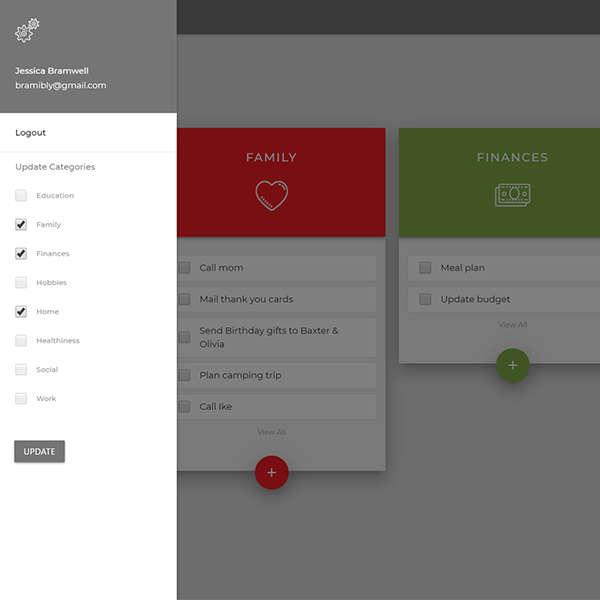 Jessica Bramwell
bramibly@gmail.com
Logout
Update Categories
Education
Family
Finances
Hobbies
Home
Healthiness
Social
Work
UPDATE
FAMILY
Call mom
Mail thank you cards
Send Birthday gifts to Baxter &
Olivia
Plan camping trip
Call Ike
View All
+
FINANCES
Meal plan
Update budget
View All
+